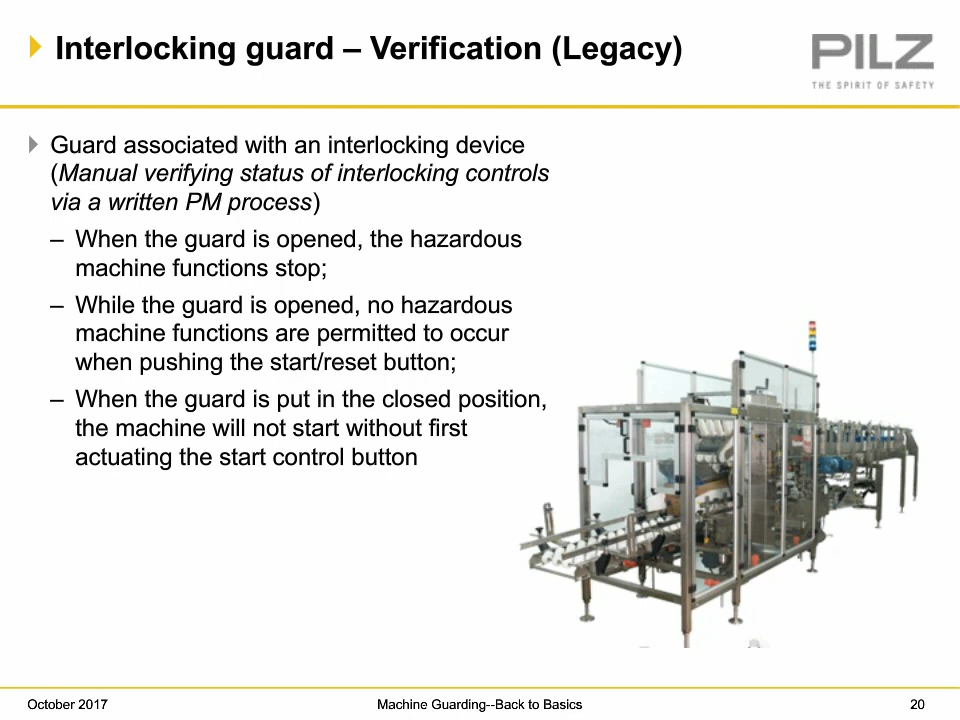 Interlocking guard – Verification (Legacy)
PILZ
THE SPIRIT OF SAFETY
Guard associated with an interlocking device
(Manual verifying status of interlocking controls
via a written PM process)
– When the guard is opened, the hazardous
machine functions stop;
– While the guard is opened, no hazardous
machine functions are permitted to occur
when pushing the start/reset button;
– When the guard is put in the closed position,
the machine will not start without first
actuating the start control button
October 2017
Machine Guarding--Back to Basics
20